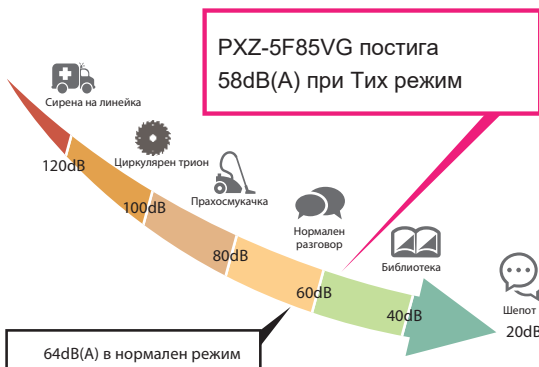 PXZ-5F85VG постига
58dB(A) при Тих режим
Сирена на линейка
120dB
Циркулярен трион
100dB
Прахосмукачка
80dB
Нормален
разговор
60dB
Библиотека
40dB
Шепот
20dB
64dB(A) в нормален режим